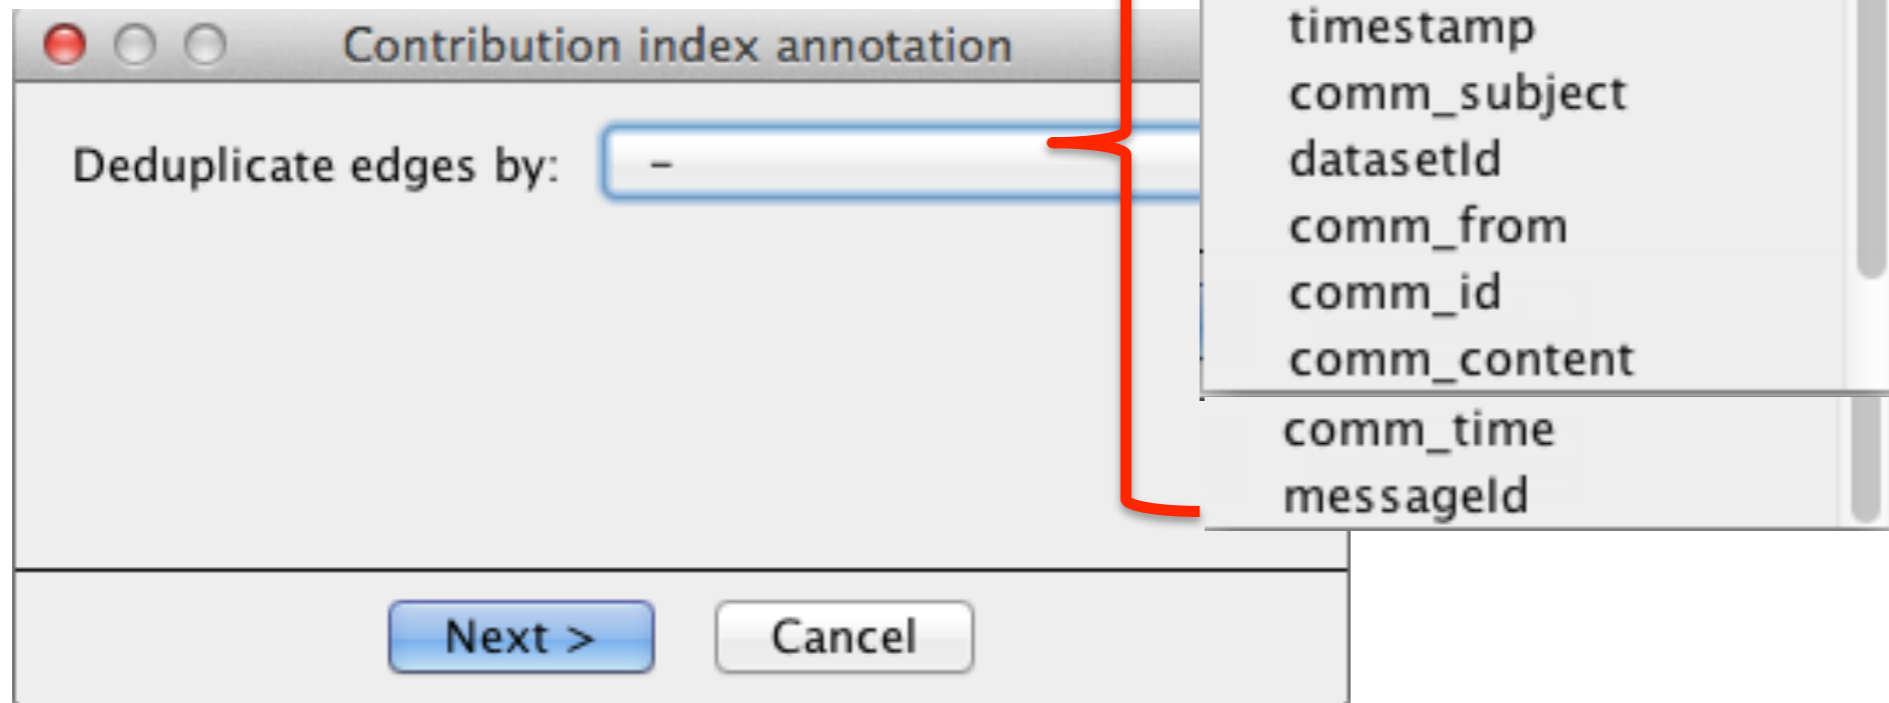 Contribution index annotation
Deduplicate edges by:
–
timestamp
comm_subject
datasetId
comm_from
comm_id
comm_content
comm_time
messageId
Next >
Cancel